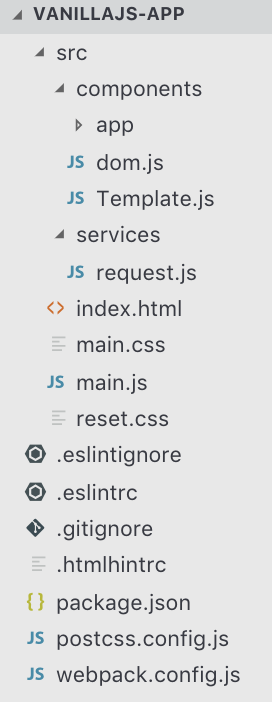 VANILLAJS-APP
src
components
app
JS dom.js
JS Template.js
services
JS request.js
<> index.html
main.css
JS main.js
reset.css
.eslintignore
.eslintrc
.gitignore
.htmlhintrc
{ } package.json
JS postcss.config.js
JS webpack.config.js